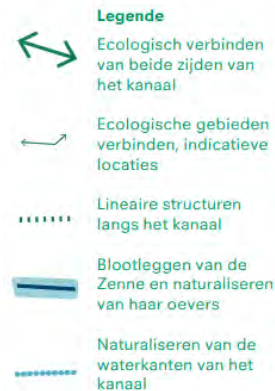 Legende
Ecologisch verbinden
van beide zijden van
het kanaal
Ecologische gebieden
verbinden, indicatieve
locaties
Lineaire structuren
langs het kanaal
Blootleggen van de
Zenne en naturaliseren
van haar oevers
Naturaliseren van de
waterkanten van het
kanaal